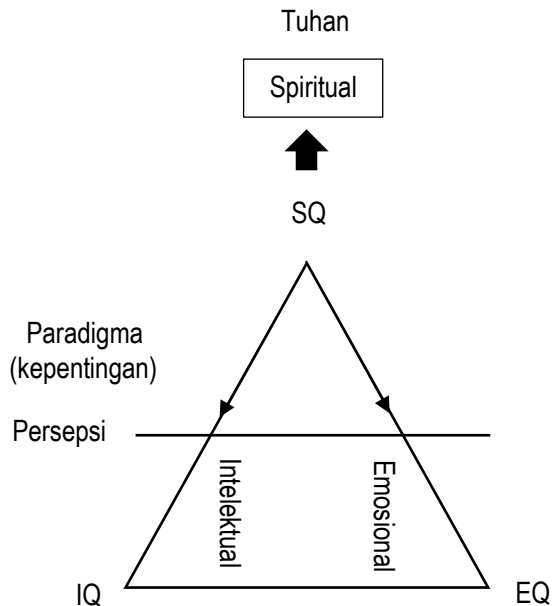 Tuhan
Spiritual
SQ
Paradigma
(kepentingan)
Persepsi
Intelektual
Emosional
IQ
EQ